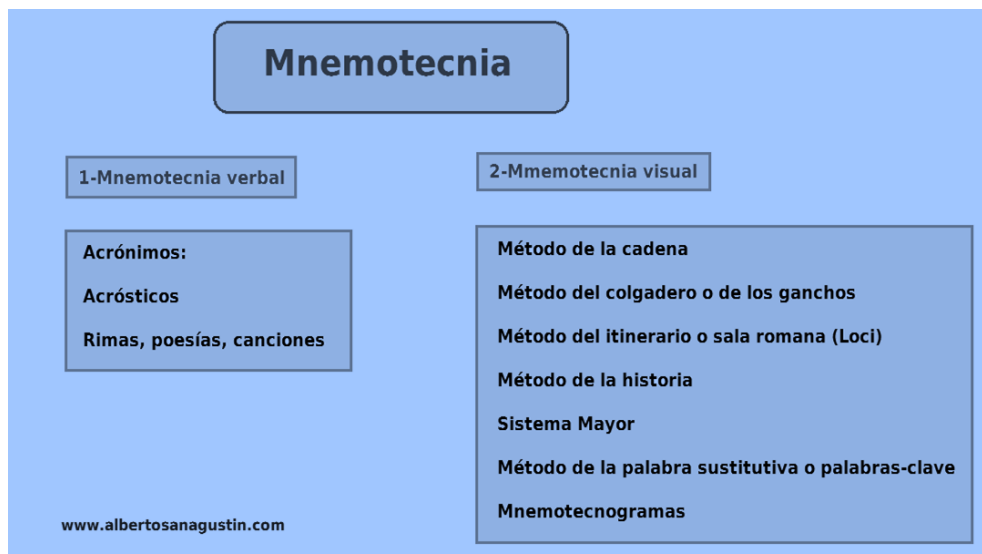 Mnemotecnia
1-Mnemotecnia verbal
Acrónimos:
Acrósticos
Rimas, poesías, canciones
2-Mmemotecnia visual
Método de la cadena
Método del colgadero o de los ganchos
Método del itinerario o sala romana (Loci)
Método de la historia
Sistema Mayor
Método de la palabra sustitutiva o palabras-clave
Mnemotecnogramas
www.albertosanagustin.com